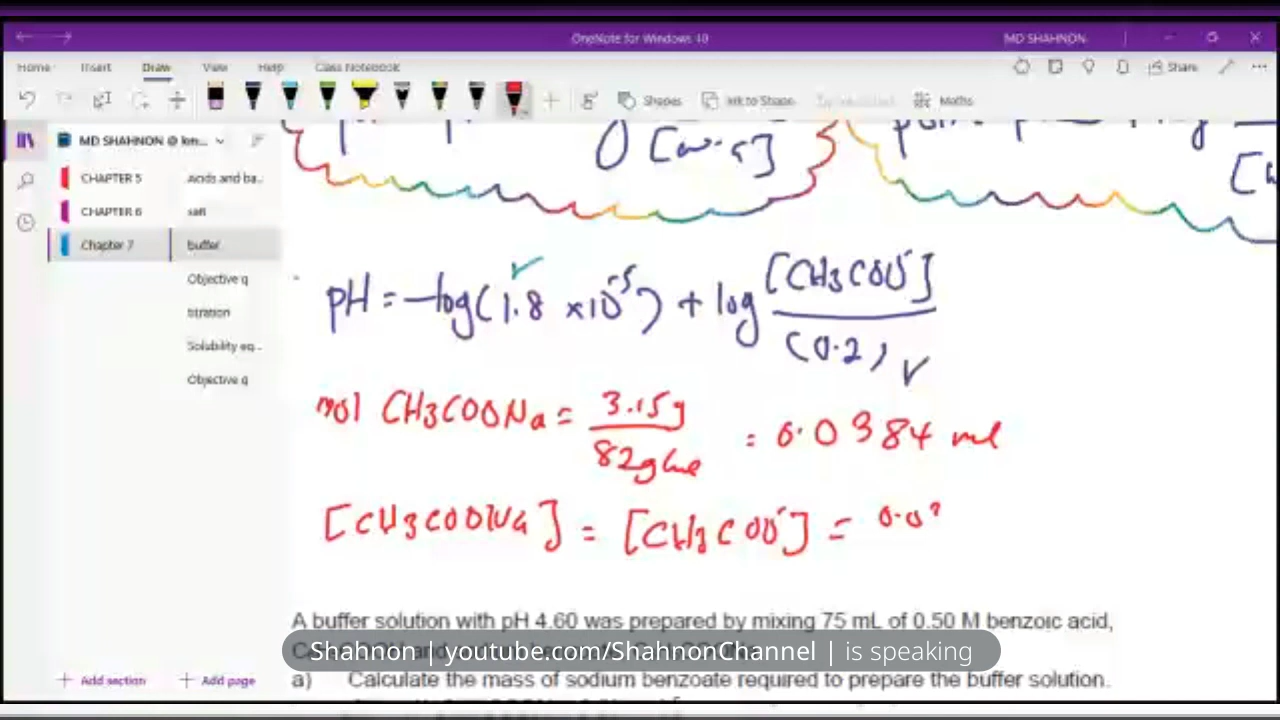 OneNote for Windows 10
MD SHAHNON
Home Insert Draw View Help Class Notebook
Share
Shapes Ink to Shape Maths
MD SHAHNON @ km...
CHAPTER 5 Acids and ba..
CHAPTER 6 salt
Chapter 7 buffer
Objective q
titration
Solubility eq..
Objective q
pH = -log(1.8 x10^-5) + log [CH3COO-] / (0.2)
mol CH3COONa = 3.15g / 82g/mol = 0.0384 mol
[CH3COONa] = [CH3COO-] = 0.03
A buffer solution with pH 4.60 was prepared by mixing 75 mL of 0.50 M benzoic acid,
Shahnon | youtube.com/ShahnonChannel | is speaking
a) Calculate the mass of sodium benzoate required to prepare the buffer solution.
Add section Add page